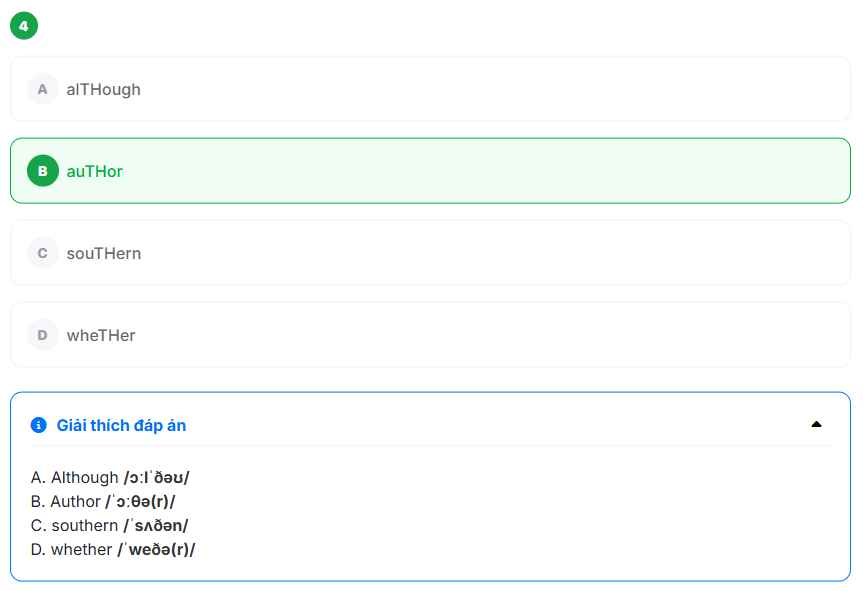 4
A alTHough
B auTHor
C souTHern
D wheTHer
Giải thích đáp án
A. Although /ɔːlˈðəʊ/
B. Author /ˈɔːθə(r)/
C. southern /ˈsʌðən/
D. whether /ˈweðə(r)/